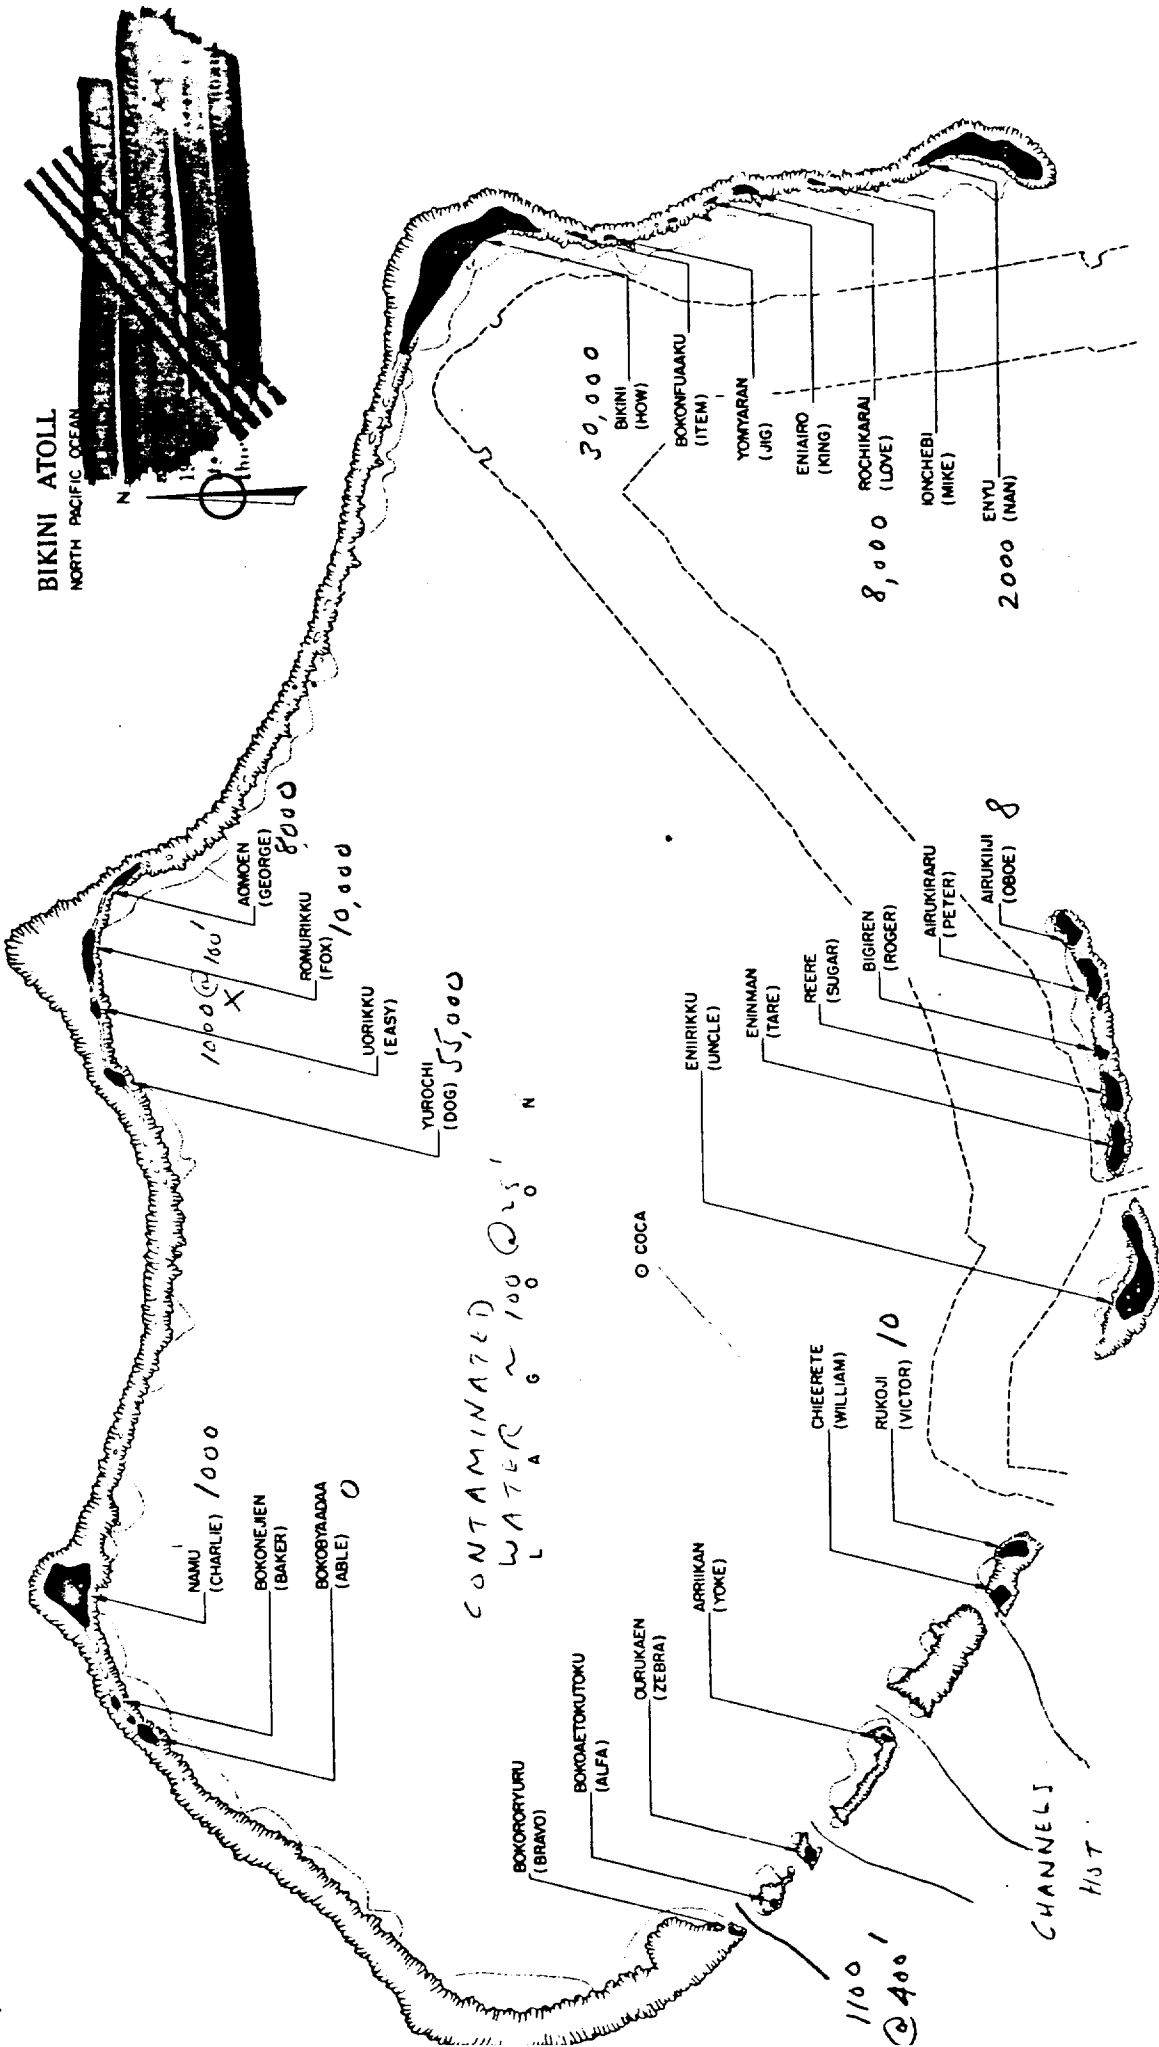 BIKINI ATOLL
NORTH PACIFIC OCEAN
N
NAMU
(CHARLIE) 1000
BOKONEJIEN
(BAKER)
BOKOBYAADAA
(ABLE) 0
YUROCHI
(DOG) 55,000
UORIKKU
(EASY)
1000 @ 100'
X
ROMURIKKU
(FOX) 10,000
AOMOEN
(GEORGE)
8000
30,000
BIKINI
(HOW)
BOKONFUAAKU
(ITEM)
YOMYARAN
(JIG)
ENIAIRO
(KING)
ROCHIKARAI
8,000 (LOVE)
IONCHEBI
(MIKE)
ENYU
2000 (NAN)
CONTAMINATED
WATER ~ 100 @ 25'
L A G O O N
COCA
BOKORORYURU
(BRAVO)
BOKOAETOKUTOKU
(ALFA)
OURUKAEN
(ZEBRA)
ARRIIKAN
(YOKE)
CHIEERETE
(WILLIAM)
RUKOJI
(VICTOR) 10
ENIIRIKKU
(UNCLE)
ENINMAN
(TARE)
REERE
(SUGAR)
BIGIREN
(ROGER)
AIRUKIRARU
(PETER)
AIRUKIIJI
(OBOE) 8
1100
@ 400'
CHANNELS
HOT